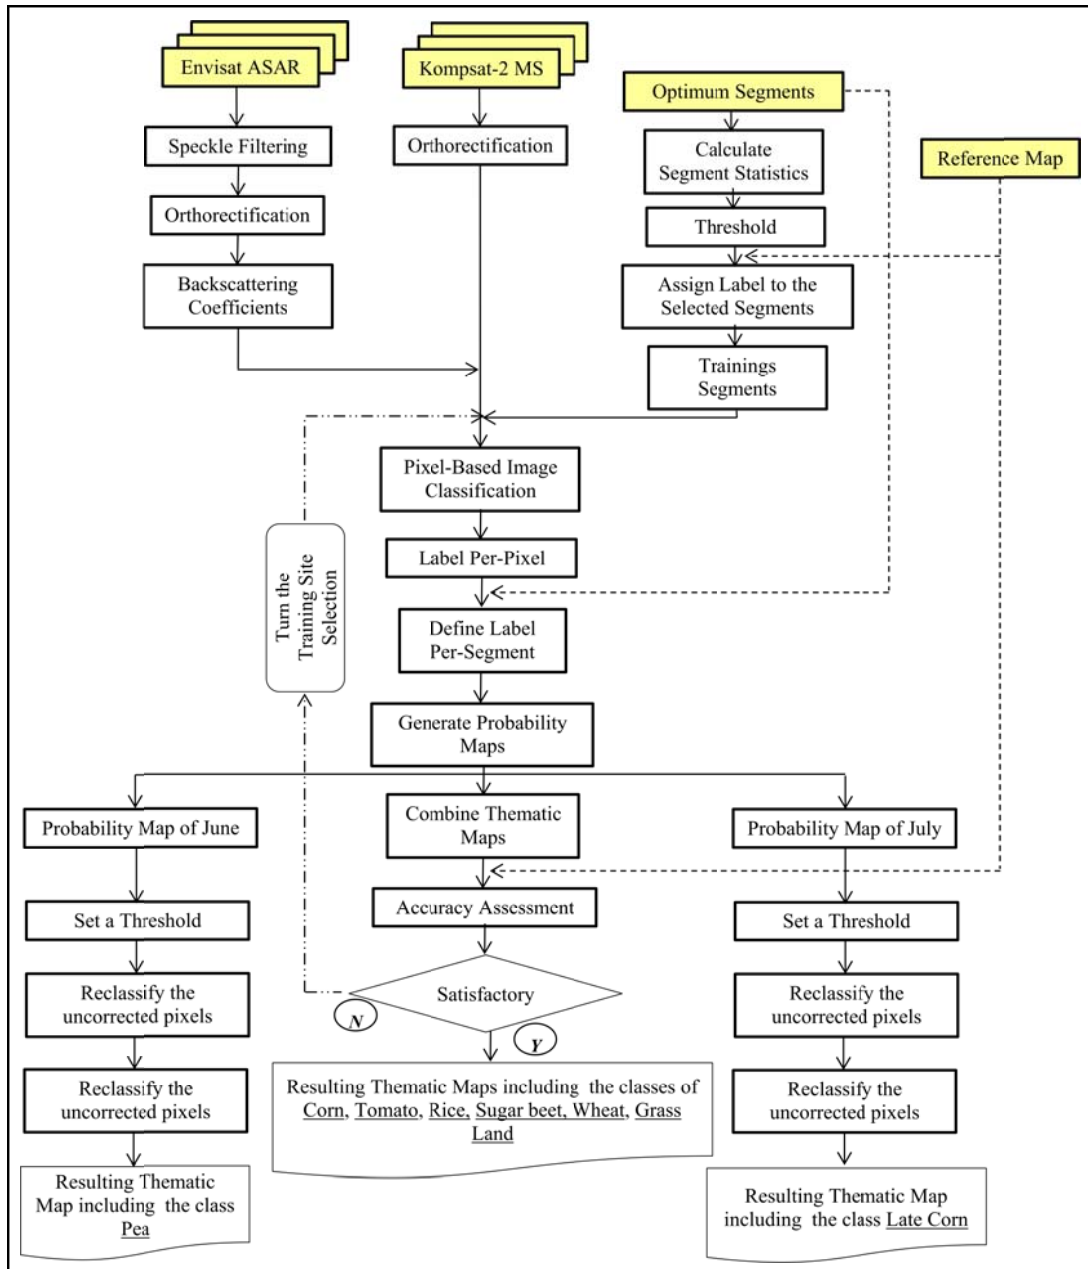 Envisat ASAR
Kompsat-2 MS
Optimum Segments
Reference Map
Speckle Filtering
Orthorectification
Backscattering
Coefficients
Orthorectification
Calculate
Segment Statistics
Threshold
Assign Label to the
Selected Segments
Trainings
Segments
Pixel-Based Image
Classification
Label Per-Pixel
Define Label
Per-Segment
Turn the
Training Site
Selection
Generate Probability
Maps
Probability Map of June
Combine Thematic
Maps
Probability Map of July
Set a Threshold
Accuracy Assessment
Set a Threshold
Reclassify the
uncorrected pixels
Satisfactory
N
Y
Reclassify the
uncorrected pixels
Reclassify the
uncorrected pixels
Resulting Thematic Maps including the classes of
Corn, Tomato, Rice, Sugar beet, Wheat, Grass
Land
Reclassify the
uncorrected pixels
Resulting Thematic
Map including the class
Pea
Resulting Thematic Map
including the class Late Corn